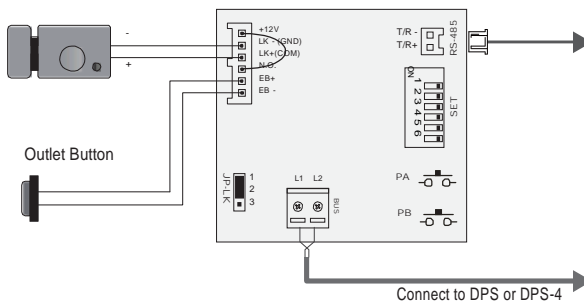 -
+
+12V
LK - (GND)
LK+(COM)
N.O.
EB+
EB -
T/R -
T/R+
RS-485
ON
1
2
3
4
5
6
SET
Outlet Button
JP-LK
1
2
3
L1 L2
BUS
PA
PB
Connect to DPS or DPS-4